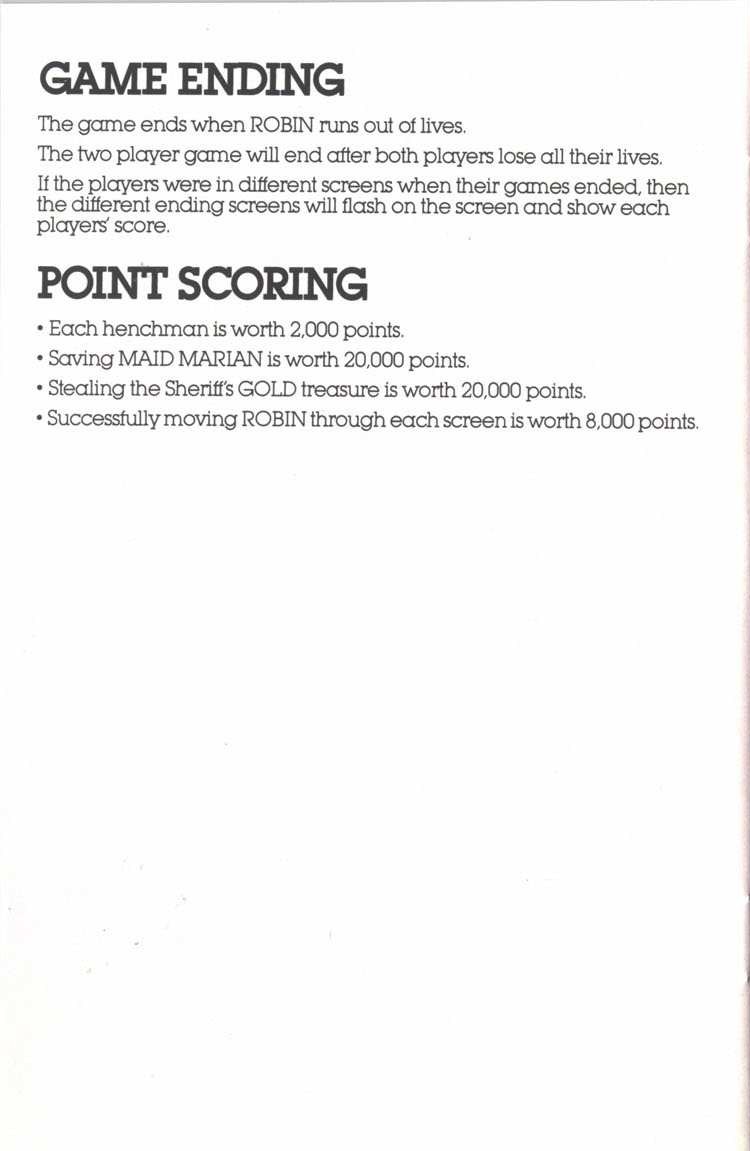 GAME ENDING
The game ends when ROBIN runs out of lives.
The two player game will end after both players lose all their lives.
If the players were in different screens when their games ended, then
the different ending screens will flash on the screen and show each
players' score.
POINT SCORING
• Each henchman is worth 2,000 points.
• Saving MAID MARIAN is worth 20,000 points.
• Stealing the Sheriff's GOLD treasure is worth 20,000 points.
• Successfully moving ROBIN through each screen is worth 8,000 points.